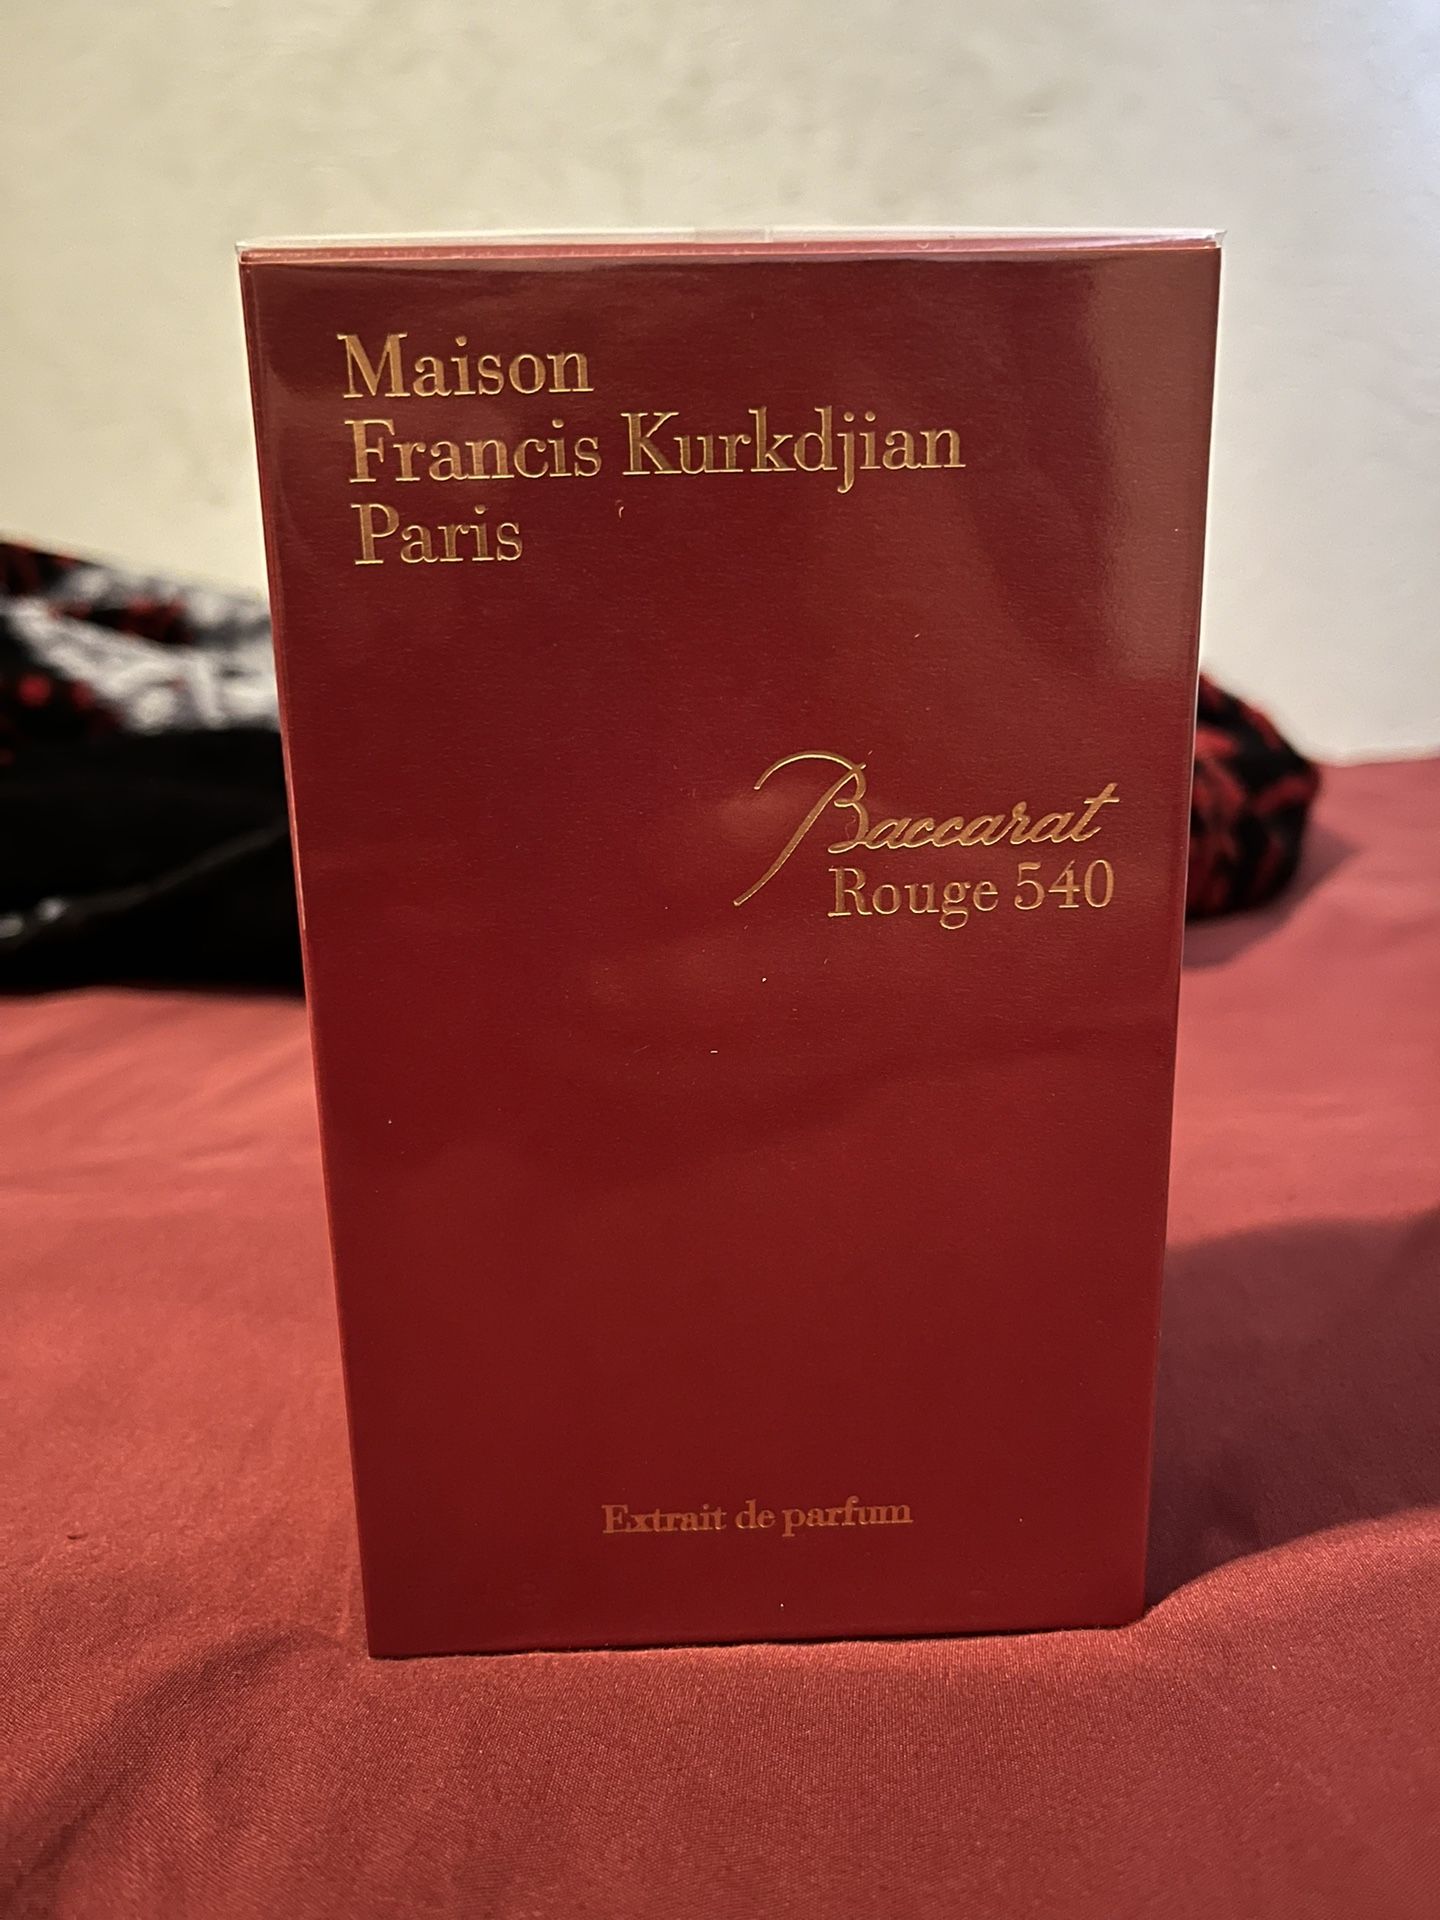 Maison
Francis Kurkdjian
Paris
Baccarat
Rouge 540
Extrait de parfum